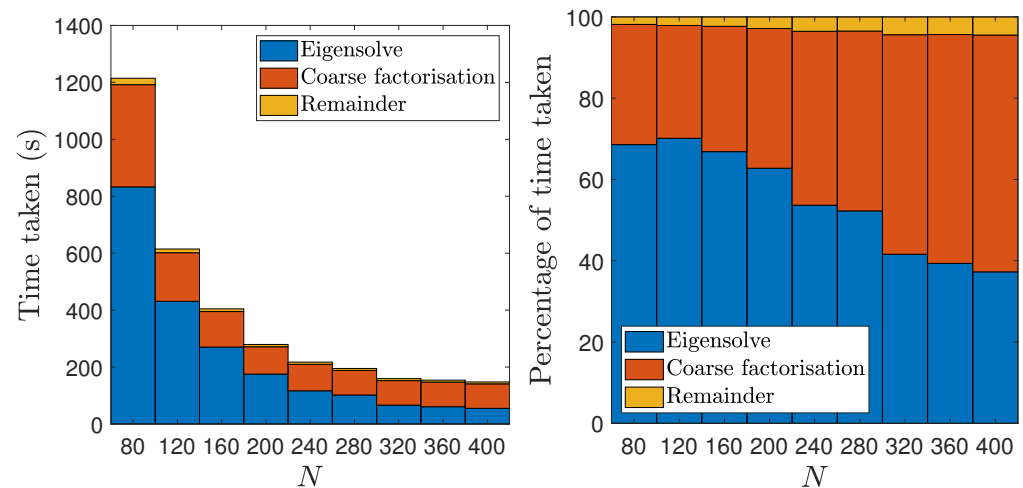 1400
1200
1000
800
600
400
200
0
Time taken (s)
Eigensolve
Coarse factorisation
Remainder
80 120 160 200 240 280 320 360 400
N
100
80
60
40
20
0
Percentage of time taken
Eigensolve
Coarse factorisation
Remainder
80 120 160 200 240 280 320 360 400
N